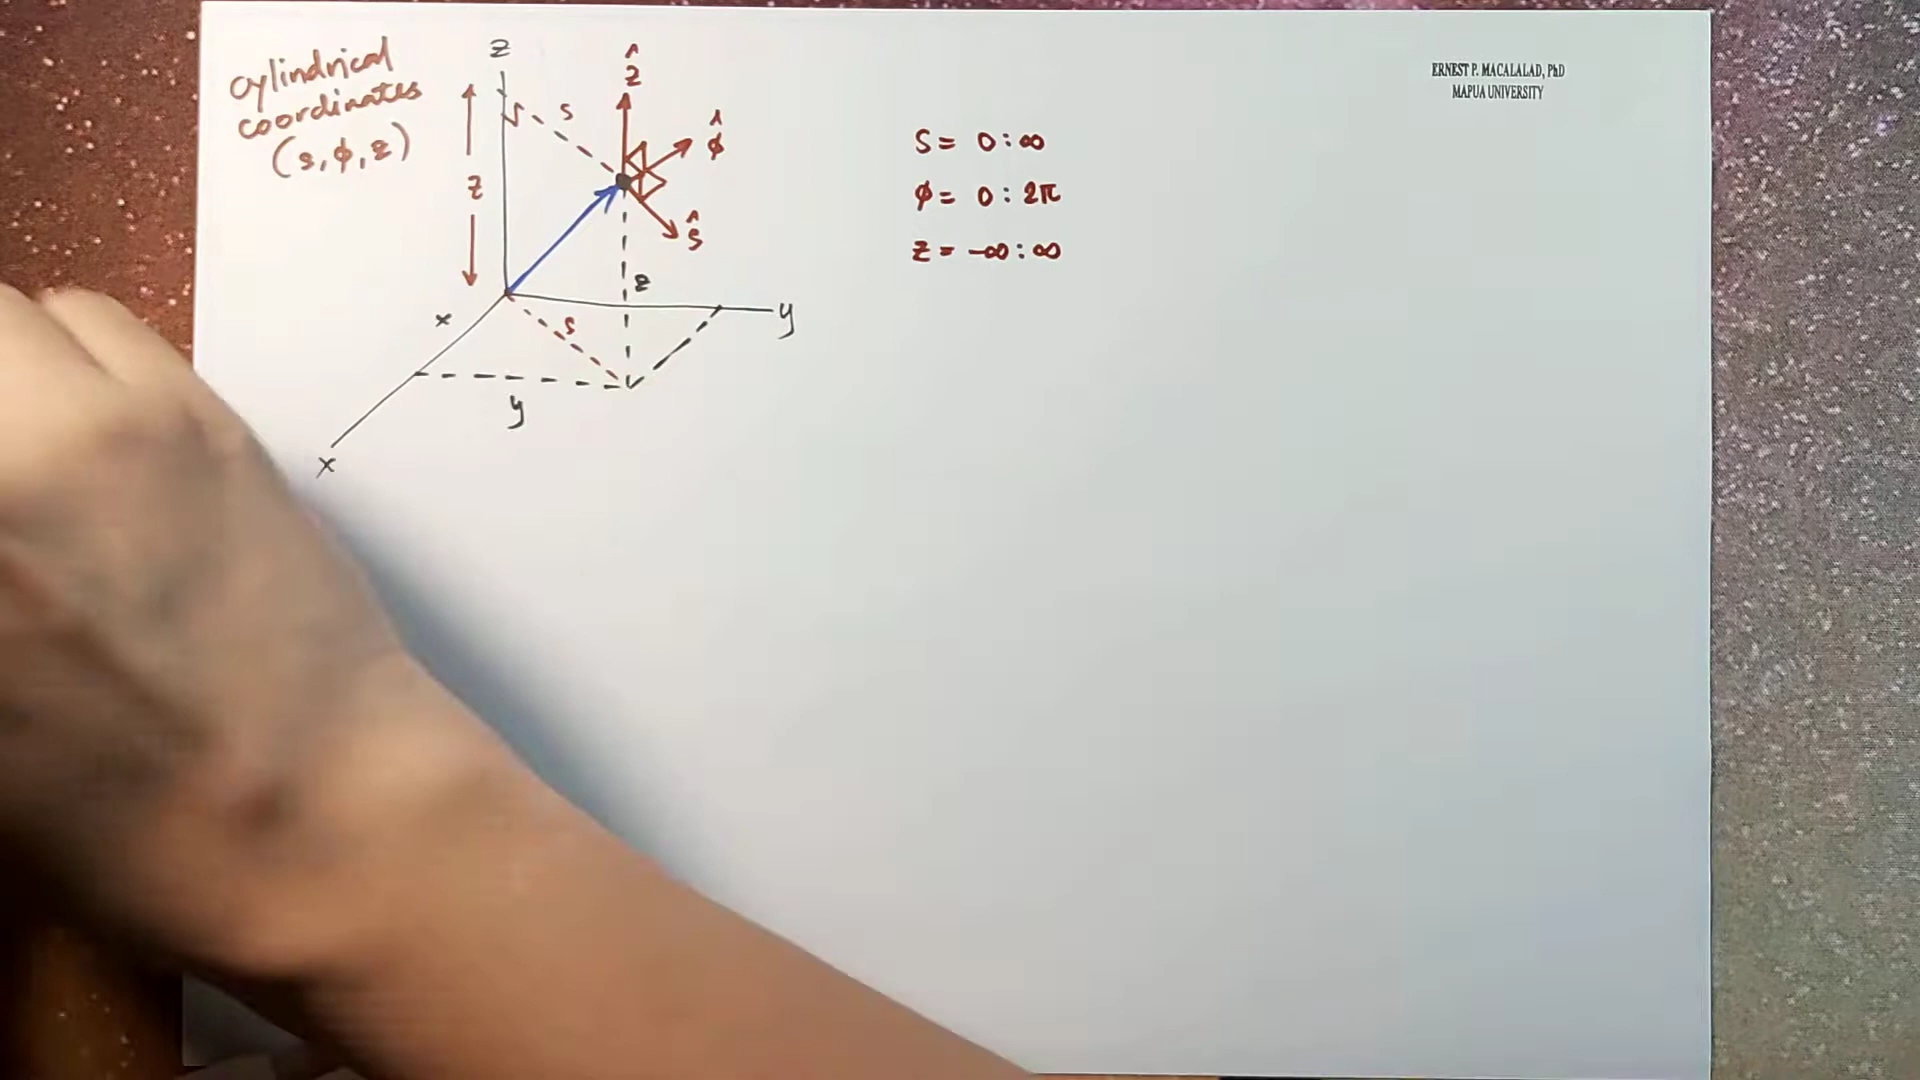 cylindrical
coordinates
(s, ϕ, z)
z
z
s
ẑ
ϕ̂
ŝ
z
x
s
y
y
x
S = 0 : ∞
ϕ = 0 : 2π
z = -∞ : ∞
ERNEST P. MACALALAD, PhD
MAPUA UNIVERSITY